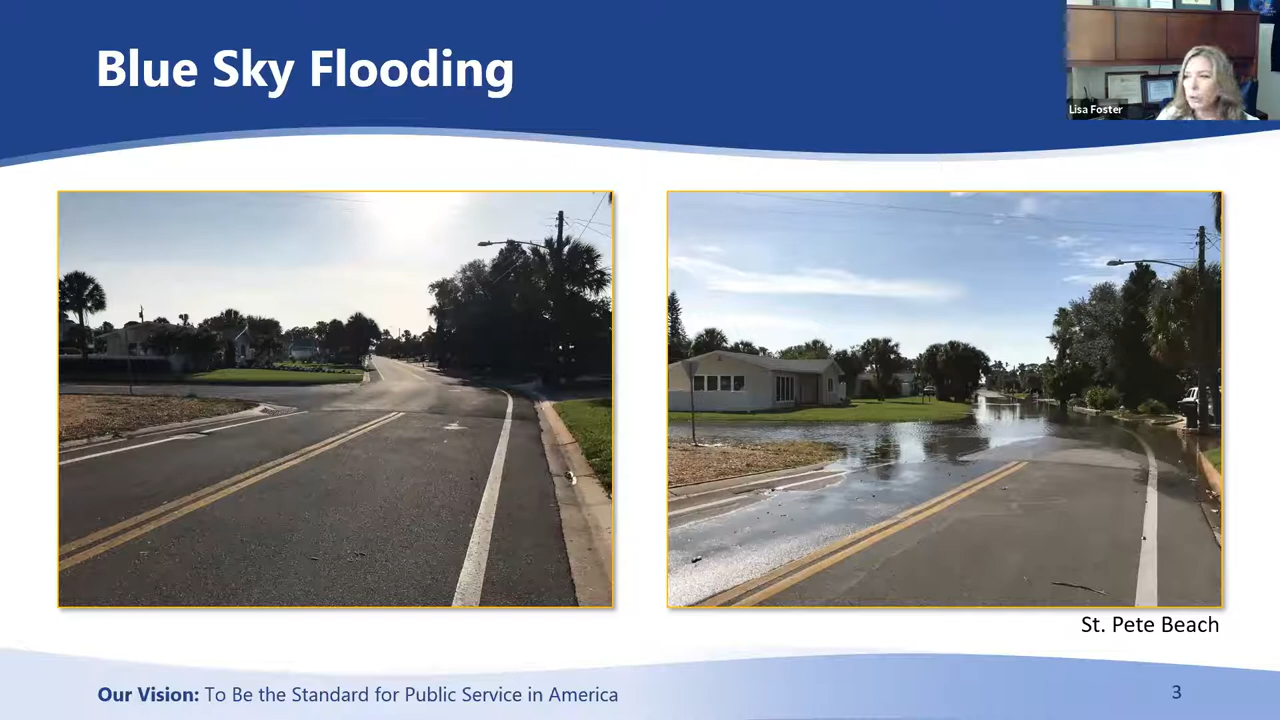 Blue Sky Flooding
Lisa Foster
St. Pete Beach
Our Vision: To Be the Standard for Public Service in America
3